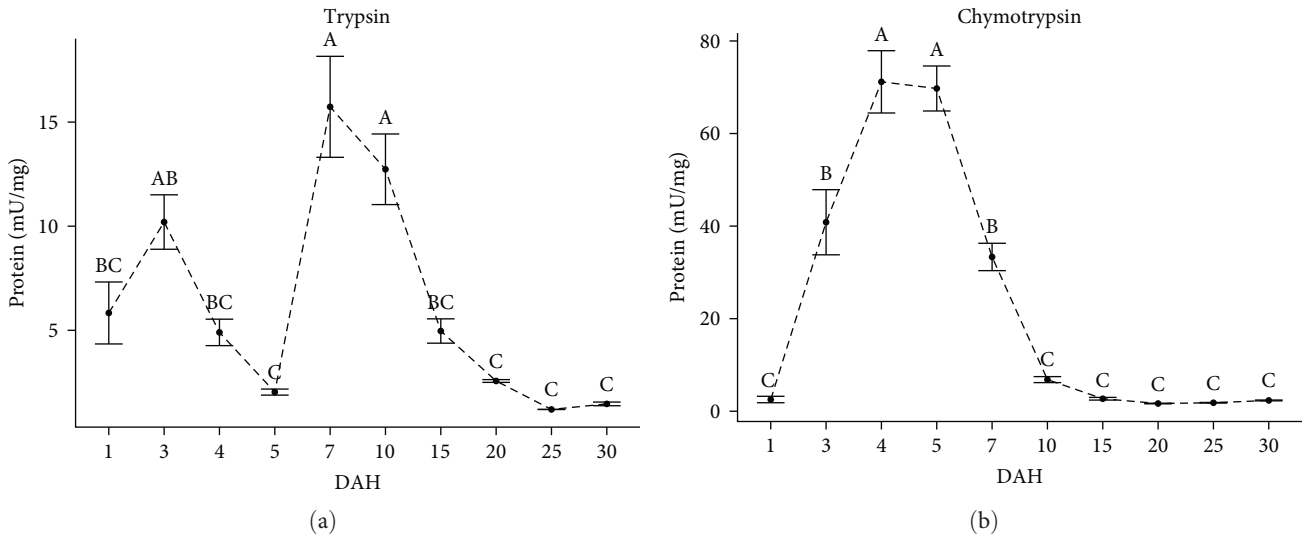 Trypsin
Protein (mU/mg)
15
10
5
BC
AB
BC
C
A
A
BC
C
C
C
1 3 4 5 7 10 15 20 25 30
DAH
(a)
Chymotrypsin
Protein (mU/mg)
80
60
40
20
0
C
B
A
A
B
C
C
C
C
C
1 3 4 5 7 10 15 20 25 30
DAH
(b)